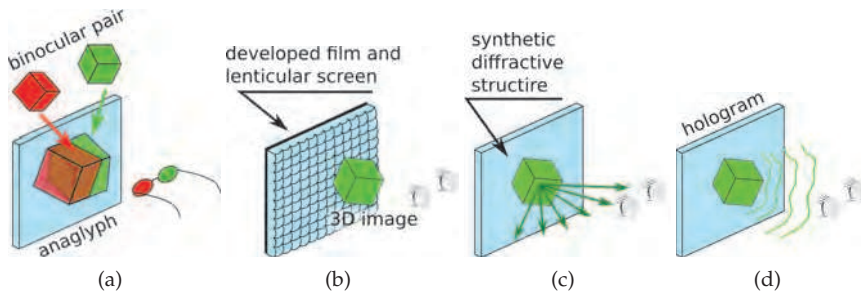 binocular pair
anaglyph
developed film and
lenticular screen
3D image
synthetic
diffractive
structire
hologram
(a)
(b)
(c)
(d)